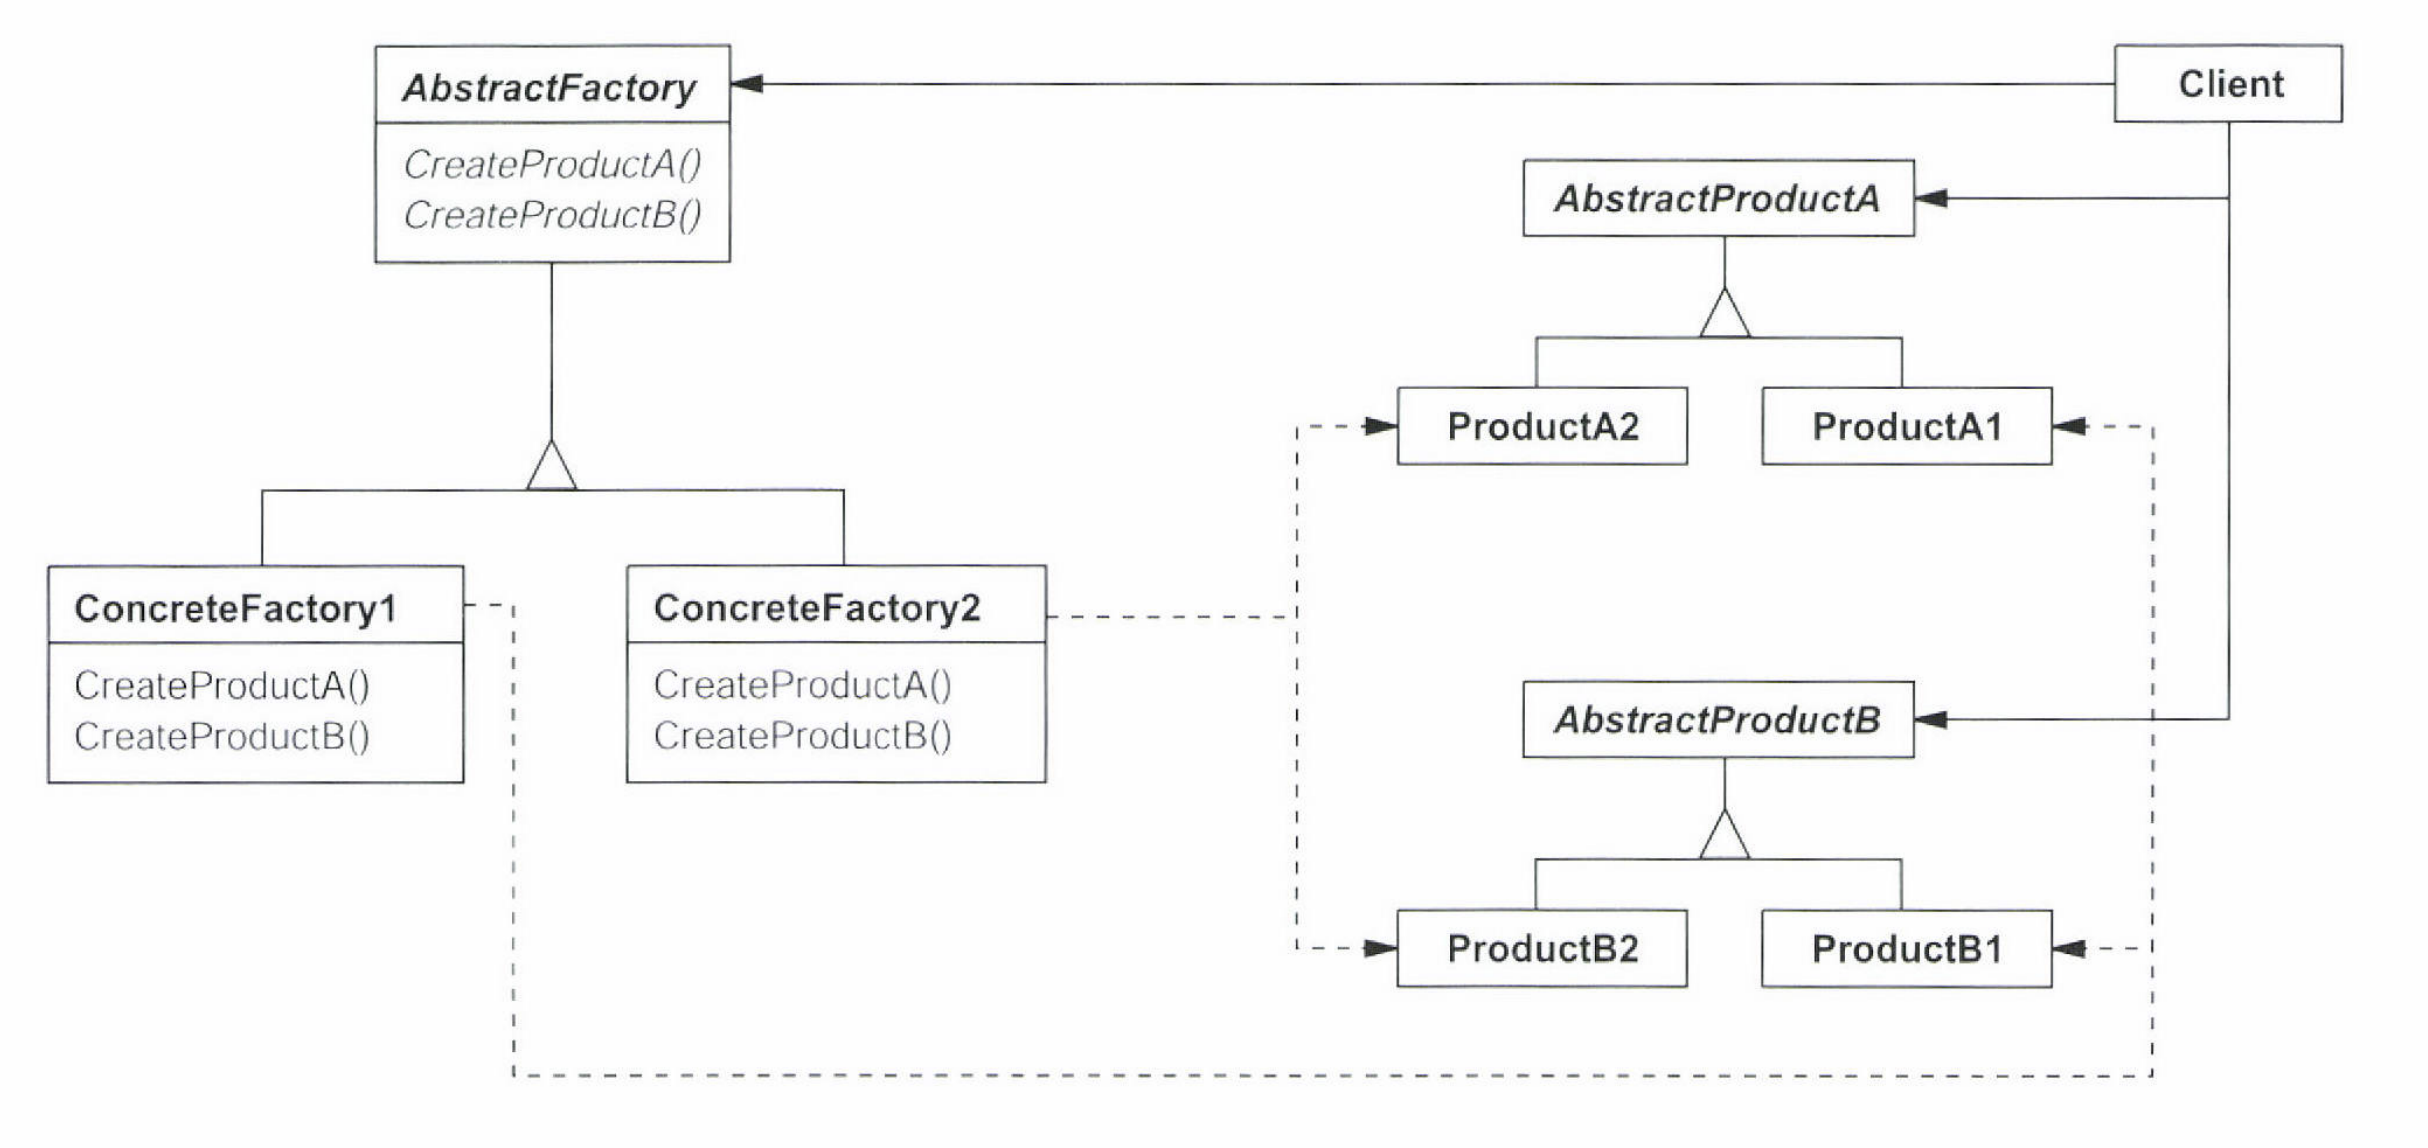 AbstractFactory
CreateProductA()
CreateProductB()
Client
AbstractProductA
ProductA2
ProductA1
ConcreteFactory1
CreateProductA()
CreateProductB()
ConcreteFactory2
CreateProductA()
CreateProductB()
AbstractProductB
ProductB2
ProductB1